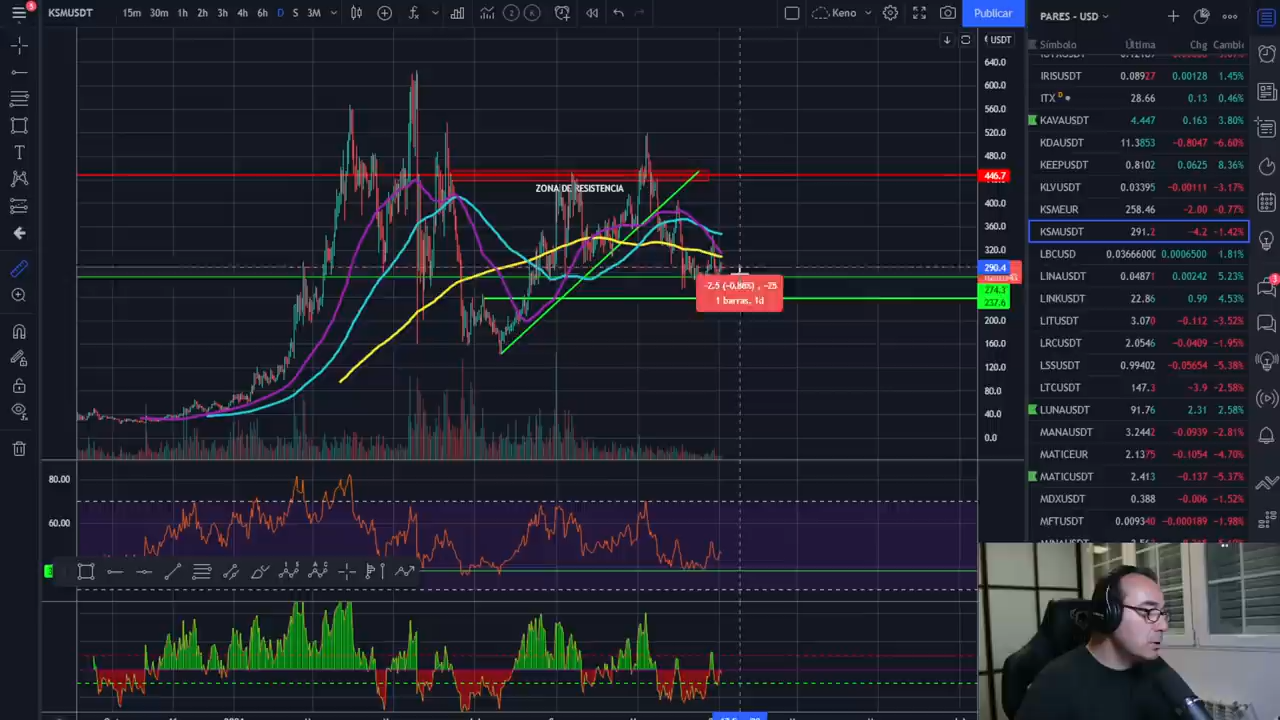 KSMUSDT 15m 30m 1h 2h 3h 4h 6h D S 3M Keno Publicar
PARES - USD
Símbolo Última Chg Cambi
IRISUSDT 0.08927 0.00128 1.45%
ITX D 28.66 0.13 0.46%
KAVAUSDT 4.447 0.163 3.80%
KDAUSDT 11.3853 -0.8047 -6.60%
KEEPUSDT 0.8102 0.0625 8.36%
KLVUSDT 0.03395 -0.00111 -3.17%
KSMEUR 258.46 -2.00 -0.77%
KSMUSDT 291.2 -4.2 -1.42%
LBCUSD 0.03666000 0.0006500 1.81%
LINAUSDT 0.04871 0.00242 5.23%
LINKUSDT 22.86 0.99 4.53%
LITUSDT 3.070 -0.112 -3.52%
LRCUSDT 2.0546 -0.0409 -1.95%
LSSUSDT 0.99402 -0.05654 -5.38%
LTCUSDT 147.3 -3.9 -2.58%
LUNAUSDT 91.76 2.31 2.58%
MANAUSDT 3.2442 -0.0939 -2.81%
MATICEUR 2.1375 -0.1054 -4.70%
MATICUSDT 2.413 -0.137 -5.37%
MDXUSDT 0.388 -0.006 -1.52%
MFTUSDT 0.009340 -0.000189 -1.98%
USDT
640.0
600.0
560.0
520.0
480.0
446.7
400.0
360.0
320.0
290.4
274.3
237.6
200.0
160.0
120.0
80.0
40.0
0.0
ZONA DE RESISTENCIA
-2.5 (-0.86%) , -25
1 barras, 1d
80.00
60.00